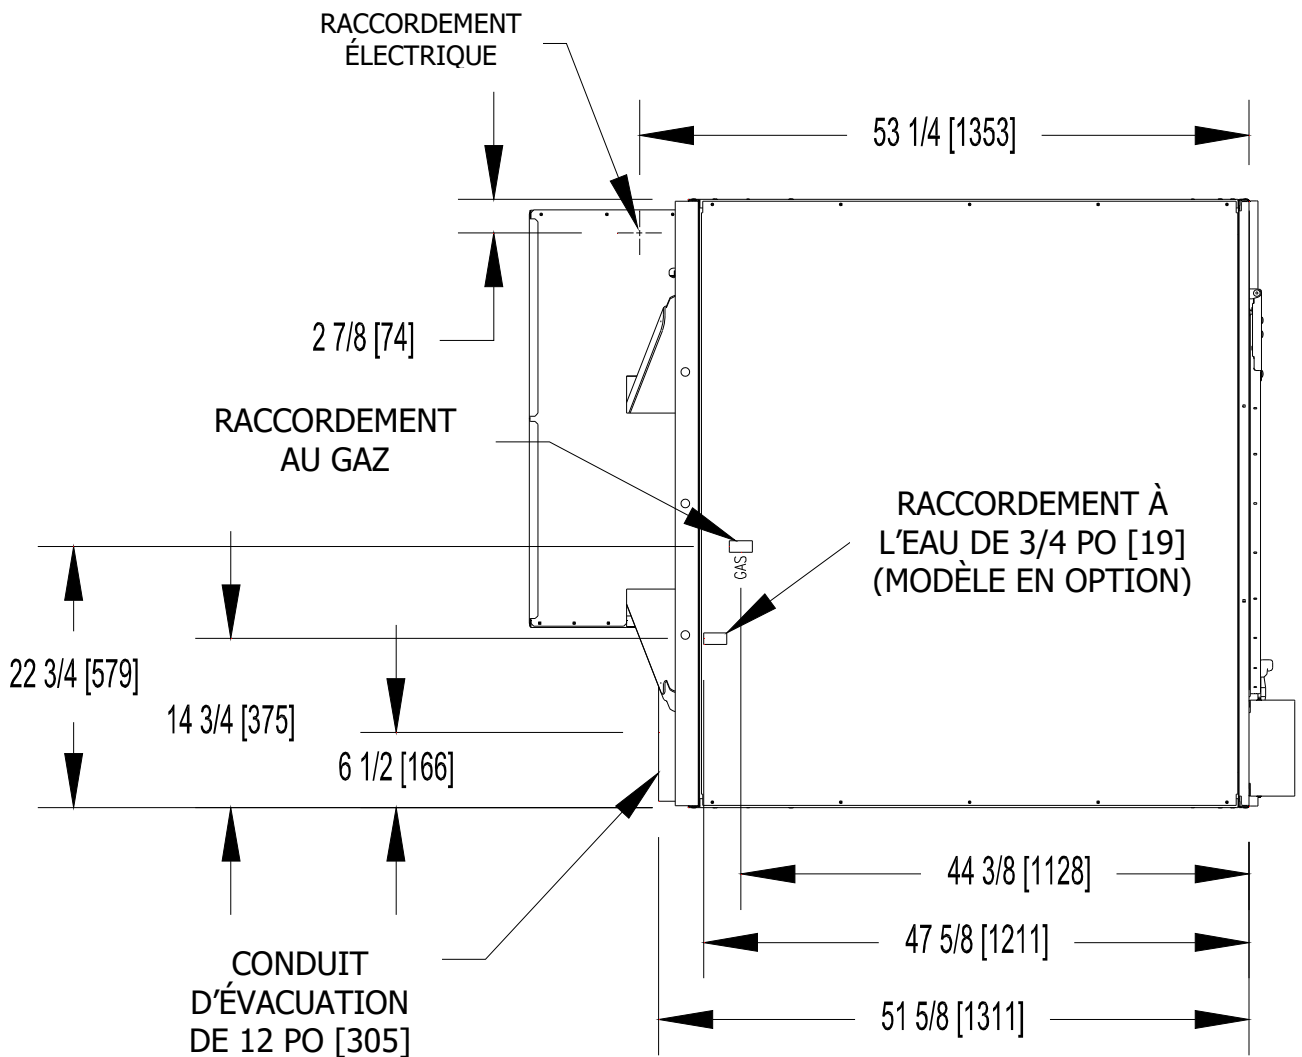 RACCORDEMENT
ÉLECTRIQUE
53 1/4 [1353]
2 7/8 [74]
RACCORDEMENT
AU GAZ
RACCORDEMENT À
L'EAU DE 3/4 PO [19]
(MODÈLE EN OPTION)
GAS
22 3/4 [579]
14 3/4 [375]
6 1/2 [166]
44 3/8 [1128]
47 5/8 [1211]
51 5/8 [1311]
CONDUIT
D'ÉVACUATION
DE 12 PO [305]